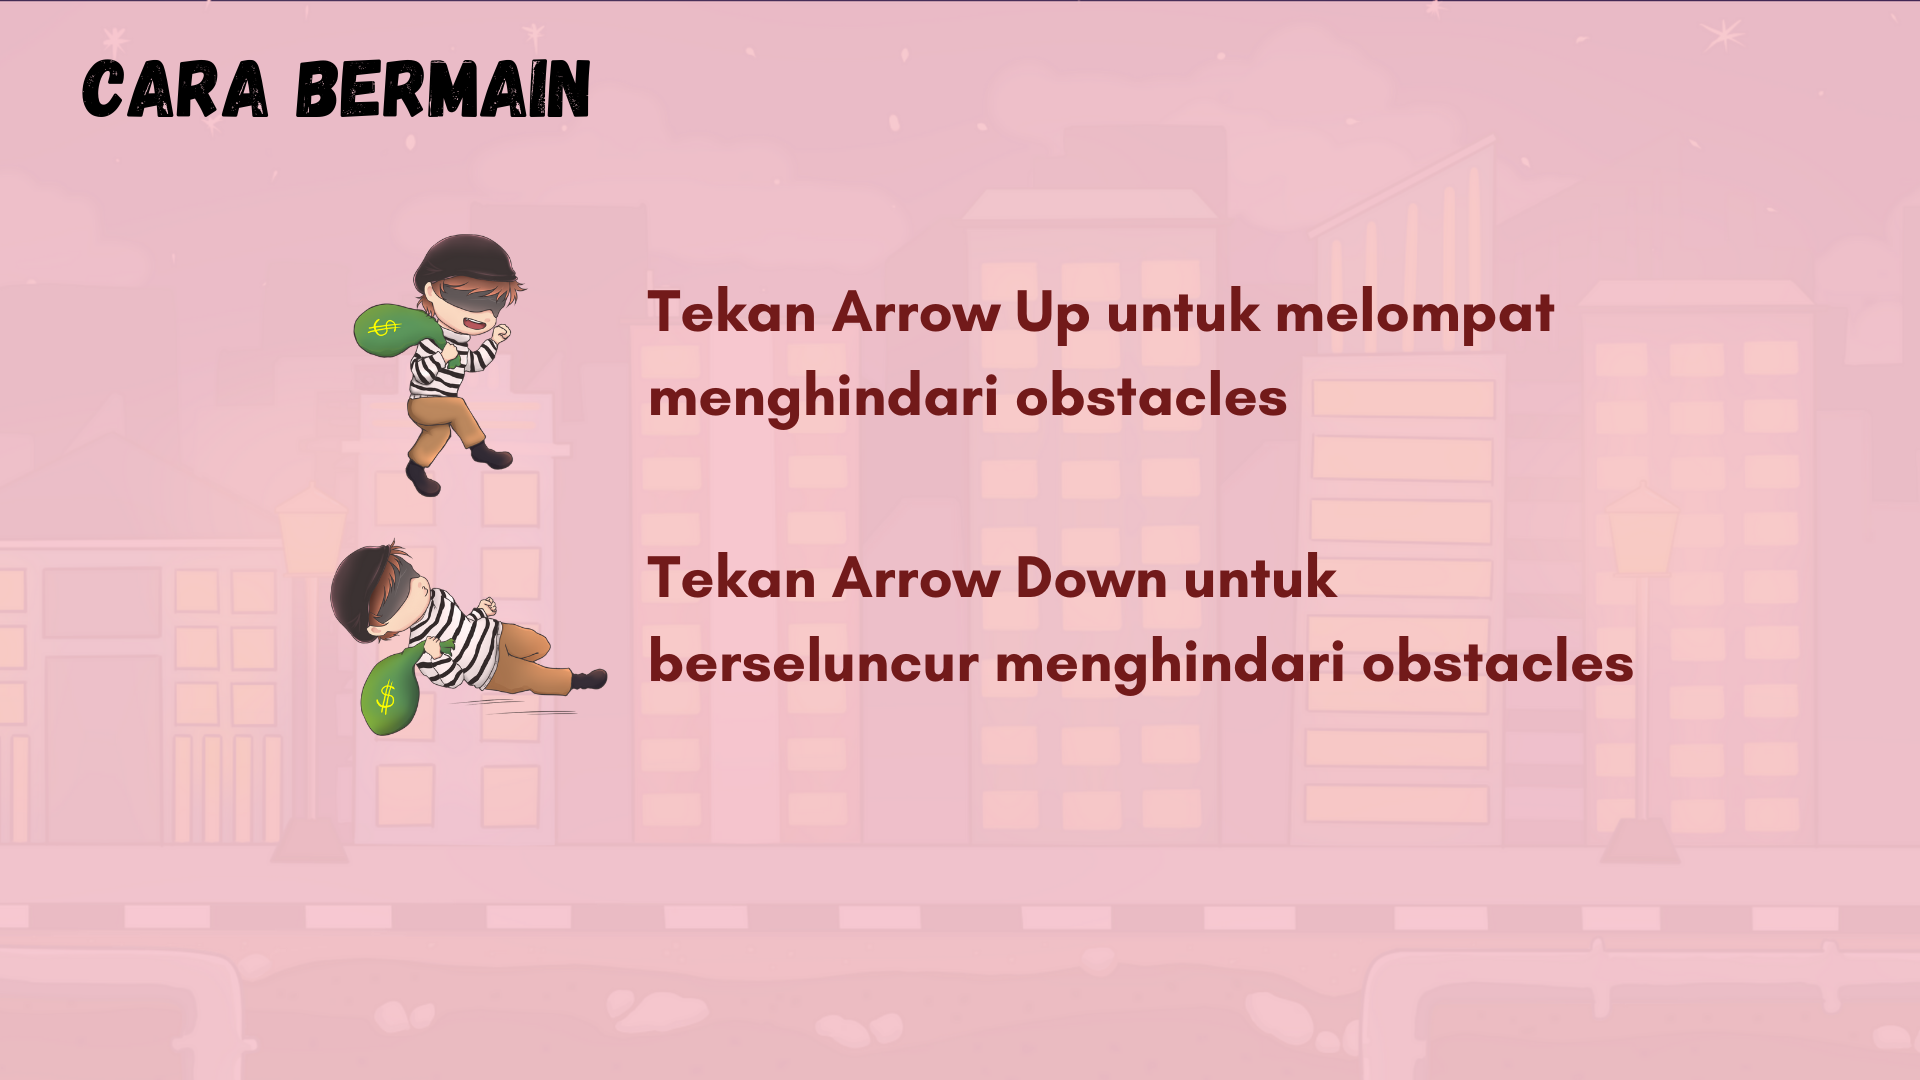 CARA BERMAIN
Tekan Arrow Up untuk melompat
menghindari obstacles
$
Tekan Arrow Down untuk
berseluncur menghindari obstacles
$